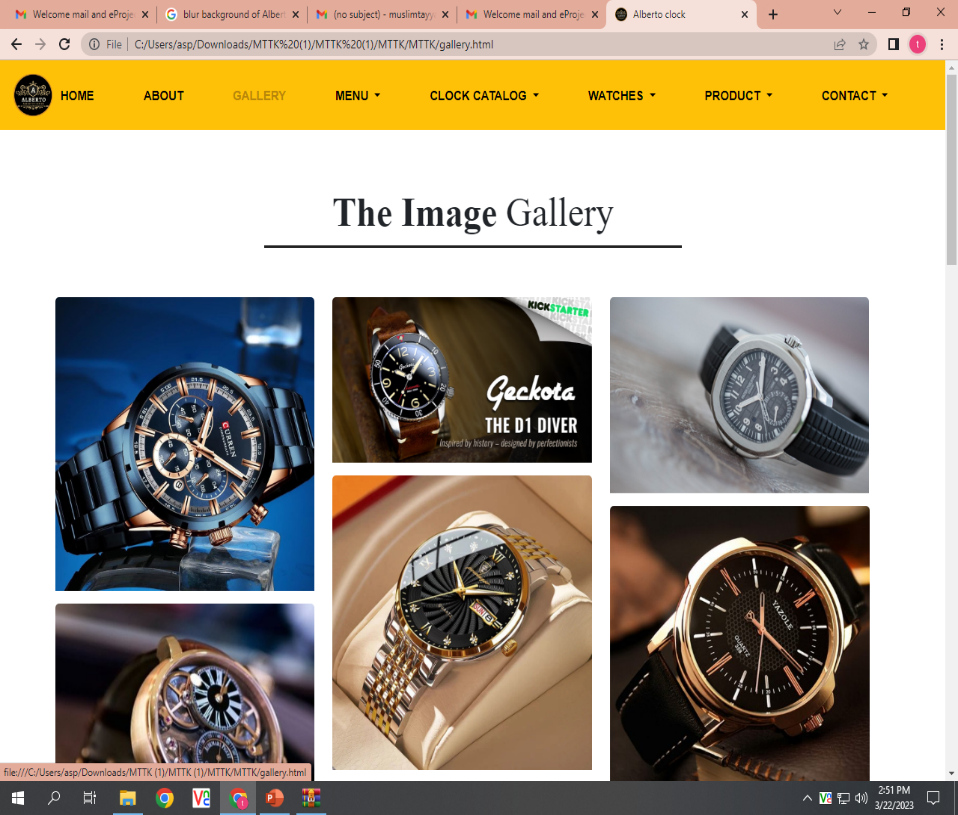 Welcome mail and eProje
blur background of Albert
(no subject) - muslimtayy
Welcome mail and eProje
Alberto clock
File
C:/Users/asp/Downloads/MTTK%20(1)/MTTK%20(1)/MTTK/MTTK/gallery.html
t
ALBERTO
HOME
ABOUT
GALLERY
MENU
CLOCK CATALOG
WATCHES
PRODUCT
CONTACT
The Image Gallery
CURREN
KICKSTARTER
Geckota
THE D1 DIVER
Inspired by history – designed by perfectionists
YAZOLE
QUARTZ
file:///C:/Users/asp/Downloads/MTTK (1)/MTTK (1)/MTTK/MTTK/gallery.html
2:51 PM
3/22/2023